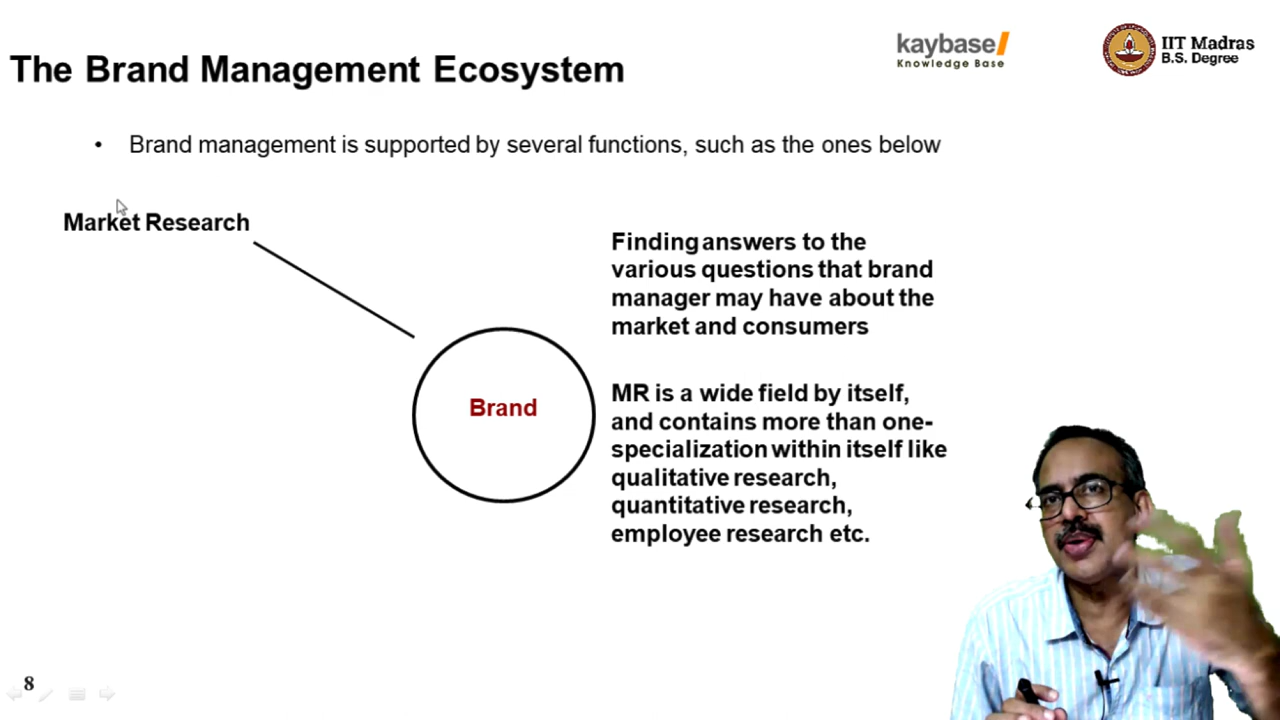 The Brand Management Ecosystem
kaybase
Knowledge Base
IIT Madras
B.S. Degree
• Brand management is supported by several functions, such as the ones below
Market Research
Finding answers to the
various questions that brand
manager may have about the
market and consumers
Brand
MR is a wide field by itself,
and contains more than one-
specialization within itself like
qualitative research,
quantitative research,
employee research etc.
8